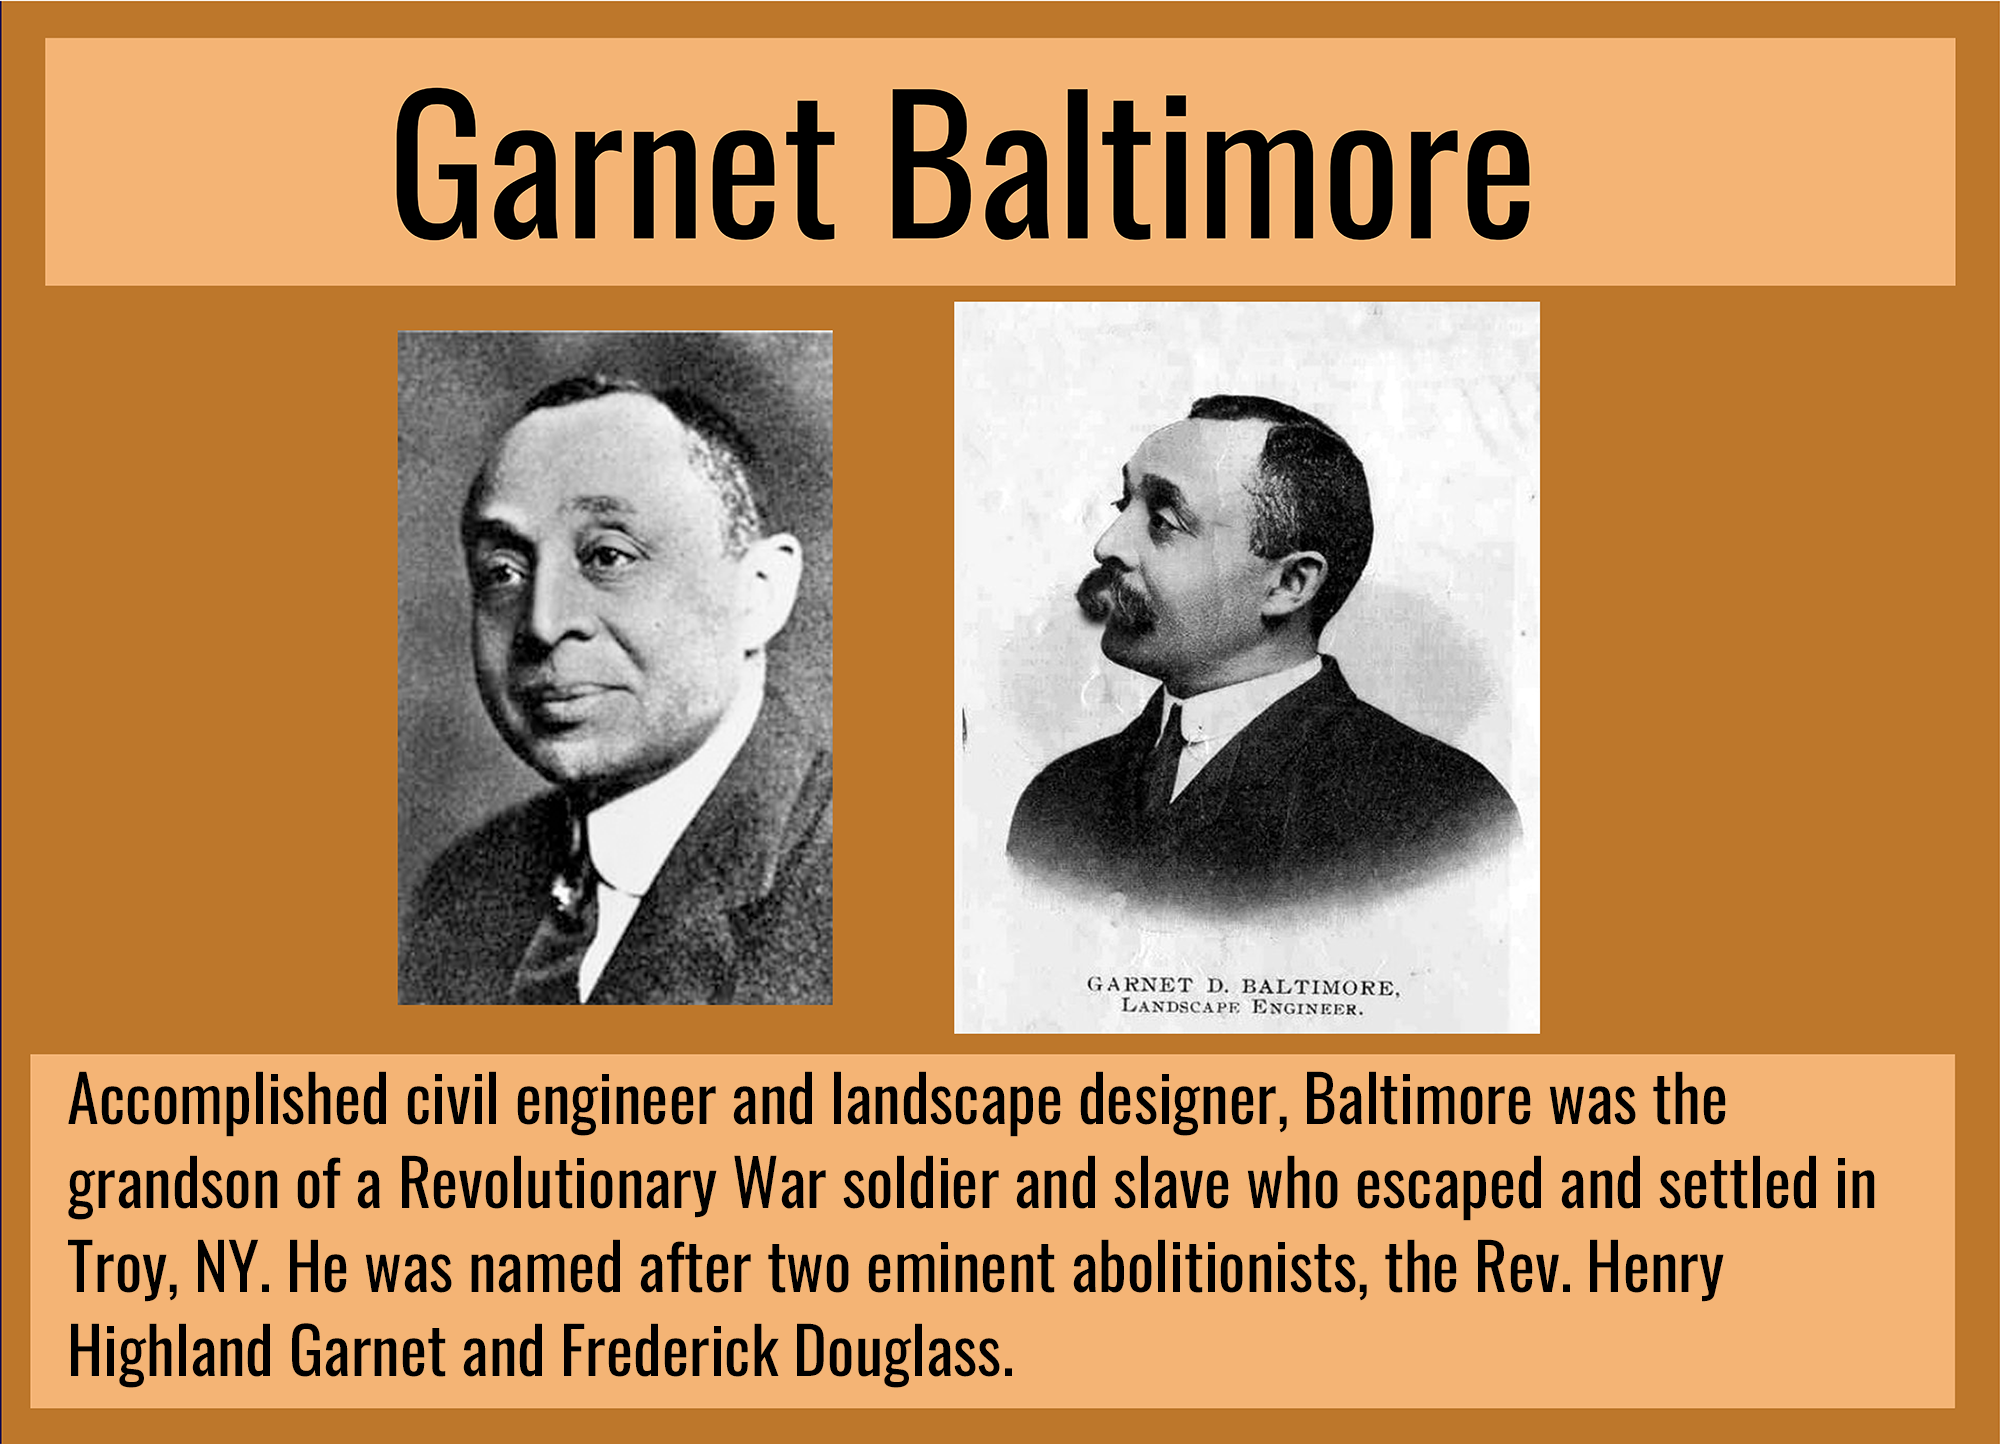 Garnet Baltimore
GARNET D. BALTIMORE,
LANDSCAPE ENGINEER.
Accomplished civil engineer and landscape designer, Baltimore was the
grandson of a Revolutionary War soldier and slave who escaped and settled in
Troy, NY. He was named after two eminent abolitionists, the Rev. Henry
Highland Garnet and Frederick Douglass.